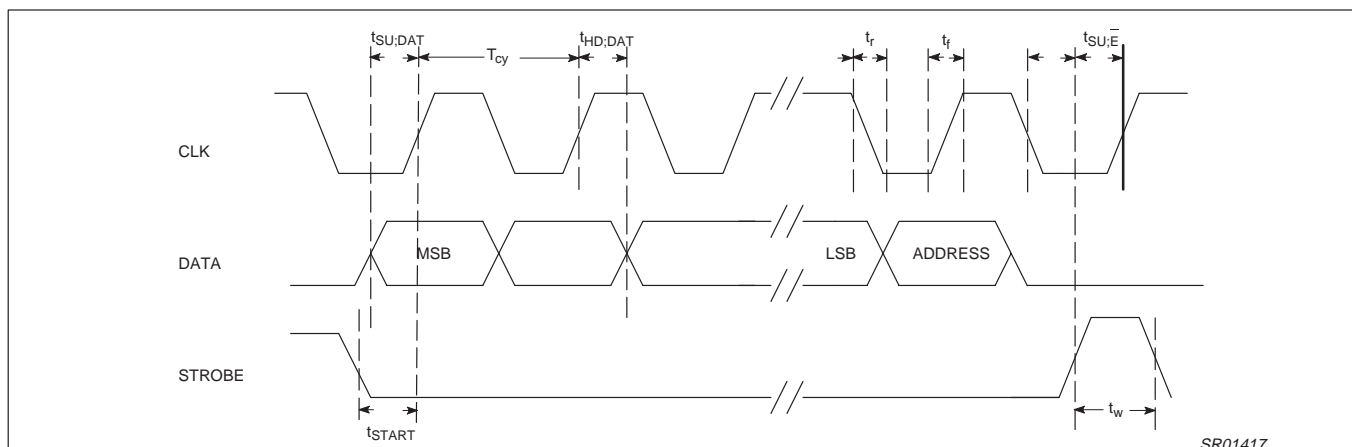 tSU;DAT Tcy tHD;DAT tr tf tSU;E̅
CLK
DATA MSB LSB ADDRESS
STROBE
tSTART tw
SR01417